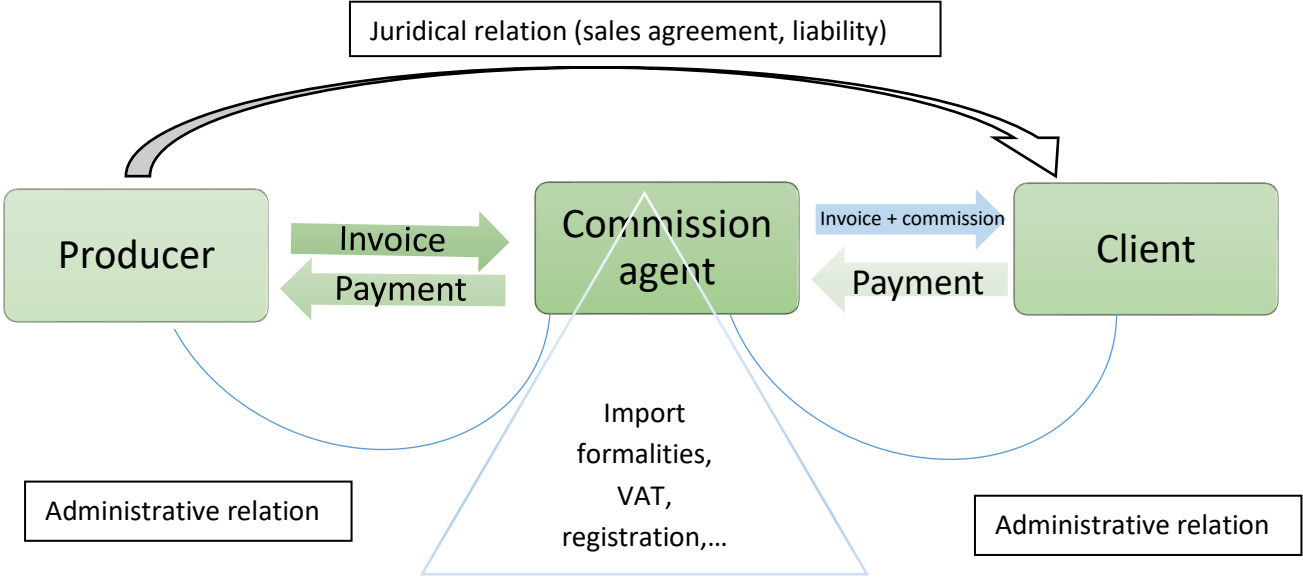 Juridical relation (sales agreement, liability)
Producer
Invoice
Payment
Commission
agent
Invoice + commission
Payment
Client
Import
formalities,
VAT,
registration,...
Administrative relation
Administrative relation